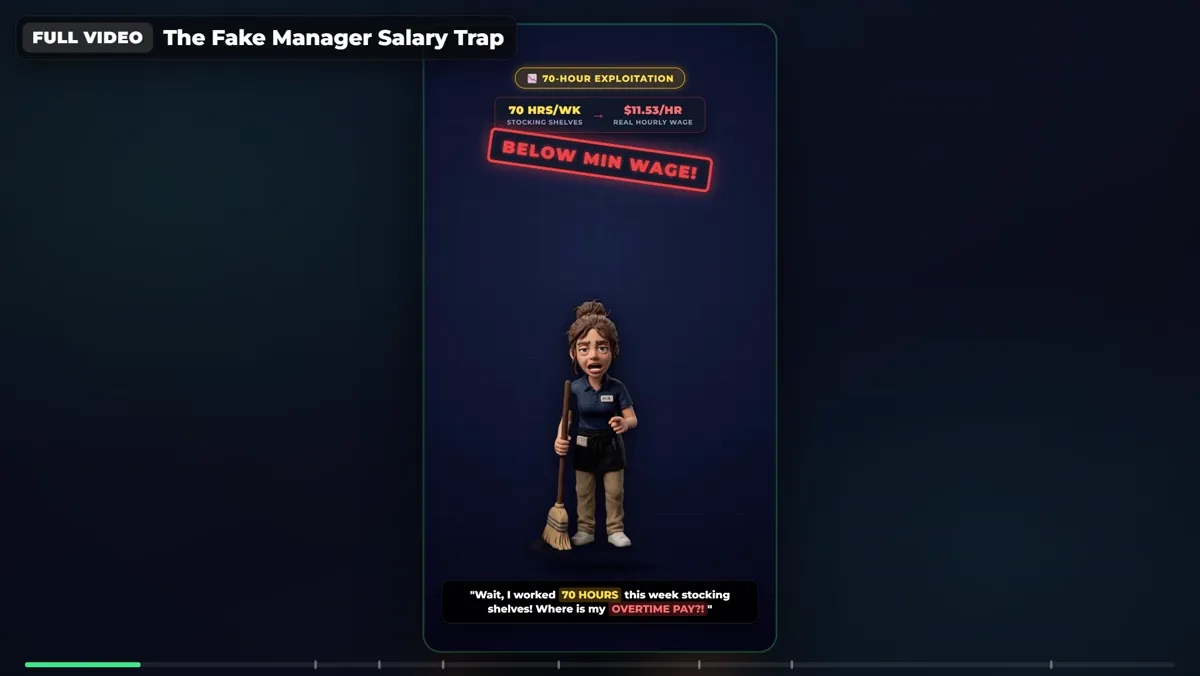 FULL VIDEO The Fake Manager Salary Trap
70-HOUR EXPLOITATION
70 HRS/WK → $11.53/HR
STOCKING SHELVES REAL HOURLY WAGE
BELOW MIN WAGE!
"Wait, I worked 70 HOURS this week stocking
shelves! Where is my OVERTIME PAY?! "